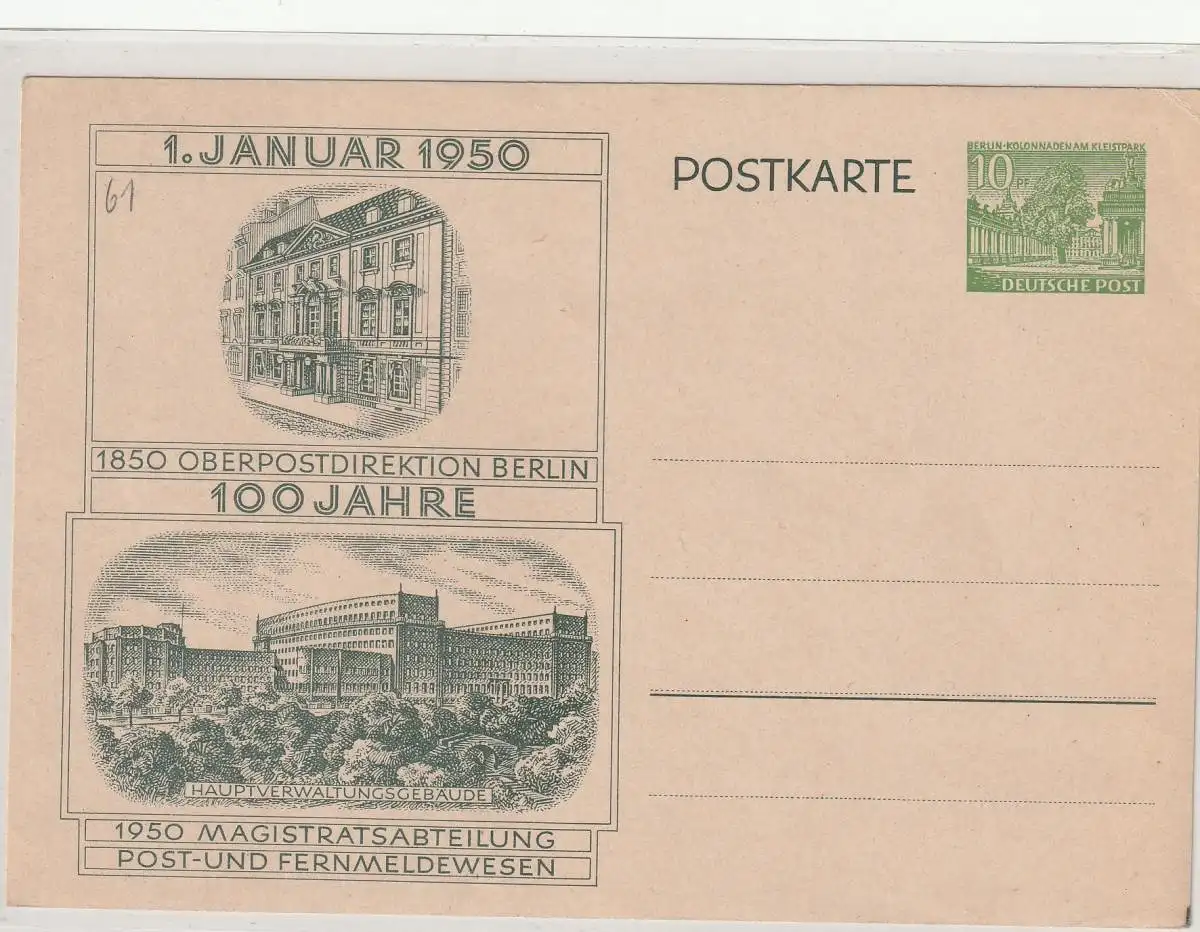 1. JANUAR 1950
61
1850 OBERPOSTDIREKTION BERLIN
100 JAHRE
HAUPTVERWALTUNGSGEBÄUDE
1950 MAGISTRATSABTEILUNG
POST-UND FERNMELDEWESEN
POSTKARTE
BERLIN·KOLONNADEN AM KLEISTPARK
10 PF
DEUTSCHE POST